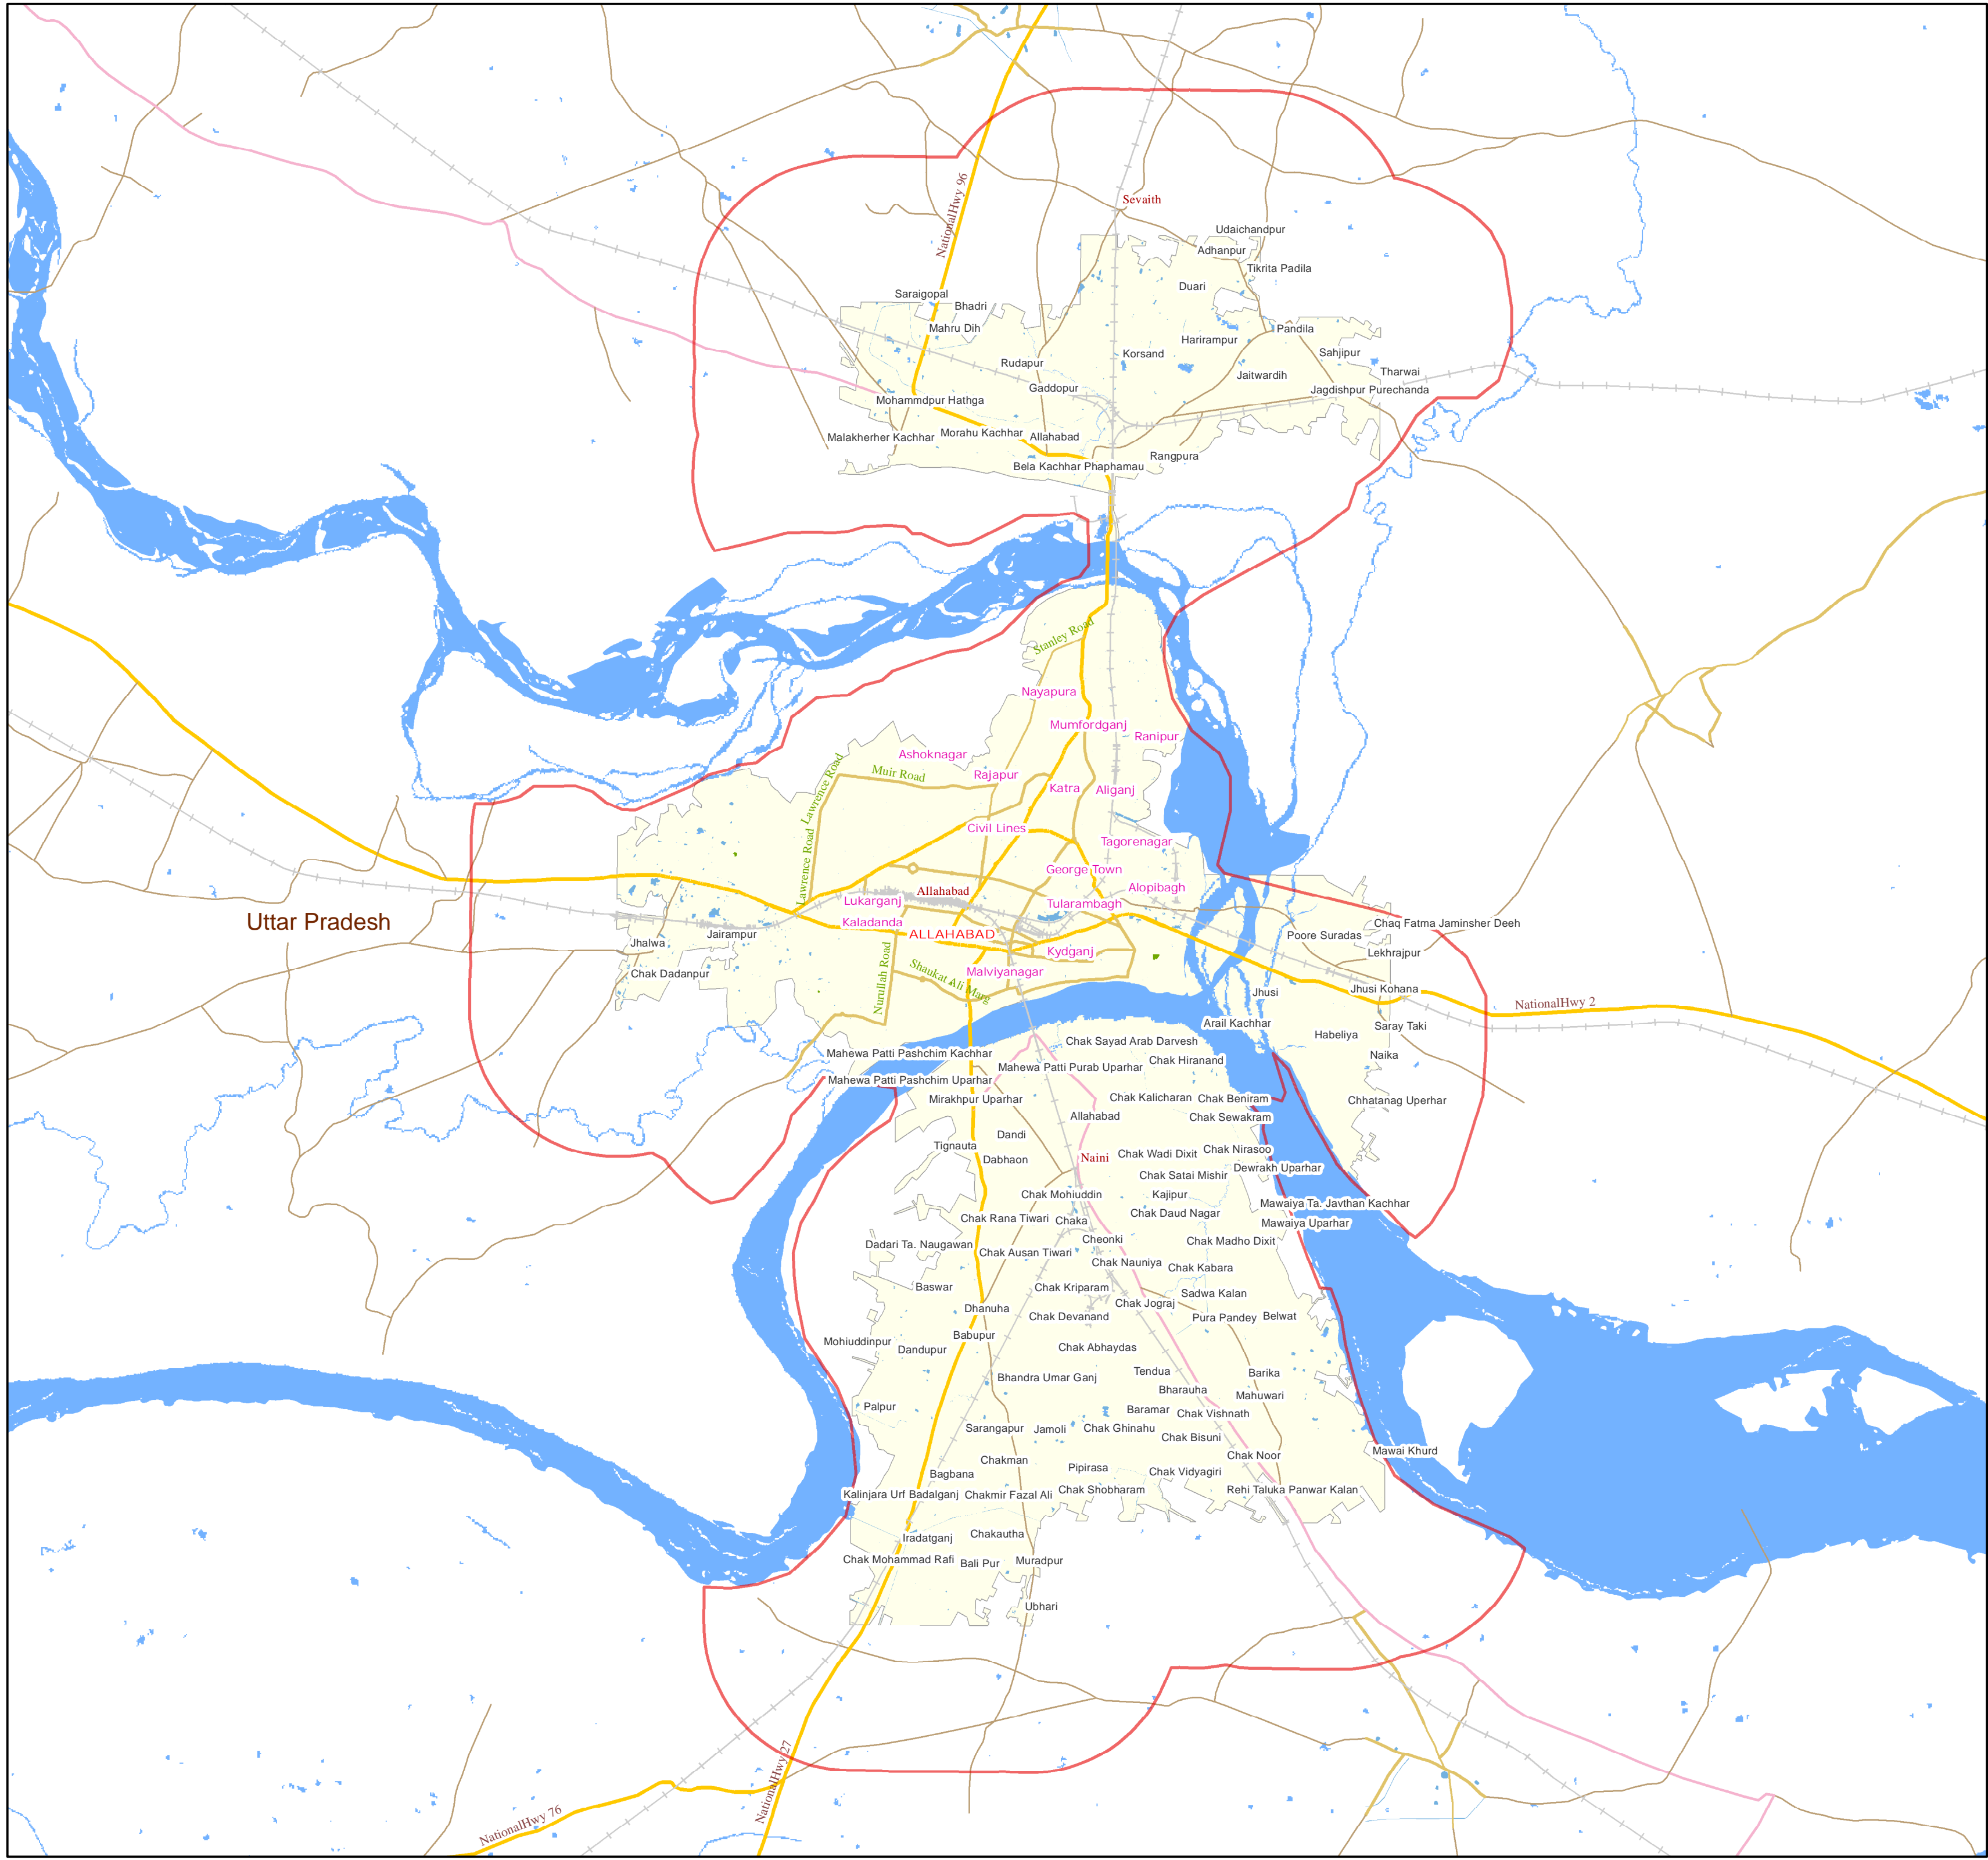 NationalHwy 96
Sevaith
Udaichandpur
Adhanpur
Tikrita Padila
Duari
Saraigopal
Bhadri
Mahru Dih
Pandila
Harirampur
Korsand
Sahjipur
Rudapur
Tharwai
Jaitwardih
Gaddopur
Jagdishpur Purechanda
Mohammdpur Hathga
Morahu Kachhar
Malakherher Kachhar
Allahabad
Rangpura
Bela Kachhar Phaphamau
Stanley Road
Nayapura
Mumfordganj
Ranipur
Ashoknagar
Lawrence Road
Muir Road
Rajapur
Katra
Aliganj
Civil Lines
Tagorenagar
Lawrence Road
George Town
Alopibagh
Allahabad
Lukarganj
Tularambagh
Uttar Pradesh
Kaladanda
Chaq Fatma Jaminsher Deeh
Jairampur
ALLAHABAD
Poore Suradas
Jhalwa
Kydganj
Lekhrajpur
Chak Dadanpur
Nurullah Road
Shaukat Ali Marg
Malviyanagar
Jhusi
Jhusi Kohana
NationalHwy 2
Arail Kachhar
Saray Taki
Habeliya
Chak Sayad Arab Darvesh
Mahewa Patti Pashchim Kachhar
Naika
Chak Hiranand
Mahewa Patti Purab Uparhar
Mahewa Patti Pashchim Uparhar
Mirakhpur Uparhar
Chak Kalicharan
Chak Beniram
Chhatanag Uperhar
Allahabad
Chak Sewakram
Dandi
Tignauta
Chak Nirasoo
Chak Wadi Dixit
Naini
Dabhaon
Dewrakh Uparhar
Chak Satai Mishir
Chak Mohiuddin
Kajipur
Mawaiya Ta. Javthan Kachhar
Chak Daud Nagar
Chak Rana Tiwari
Chaka
Mawaiya Uparhar
Cheonki
Chak Madho Dixit
Dadari Ta. Naugawan
Chak Ausan Tiwari
Chak Nauniya
Chak Kabara
Baswar
Chak Kriparam
Sadwa Kalan
Chak Jograj
Dhanuha
Chak Devanand
Pura Pandey
Belwat
Babupur
Mohiuddinpur
Dandupur
Chak Abhaydas
Tendua
Barika
Bhandra Umar Ganj
Bharauha
Mahuwari
Palpur
Baramar
Chak Vishnath
Sarangapur
Jamoli
Chak Ghinahu
Chak Bisuni
Mawai Khurd
Chak Noor
Chakman
Pipirasa
Chak Vidyagiri
Bagbana
Chak Shobharam
Rehi Taluka Panwar Kalan
Kalinjara Urf Badalganj
Chakmir Fazal Ali
Chakautha
Iradatganj
Chak Mohammad Rafi
Bali Pur
Muradpur
Ubhari
NationalHwy 27
NationalHwy 76